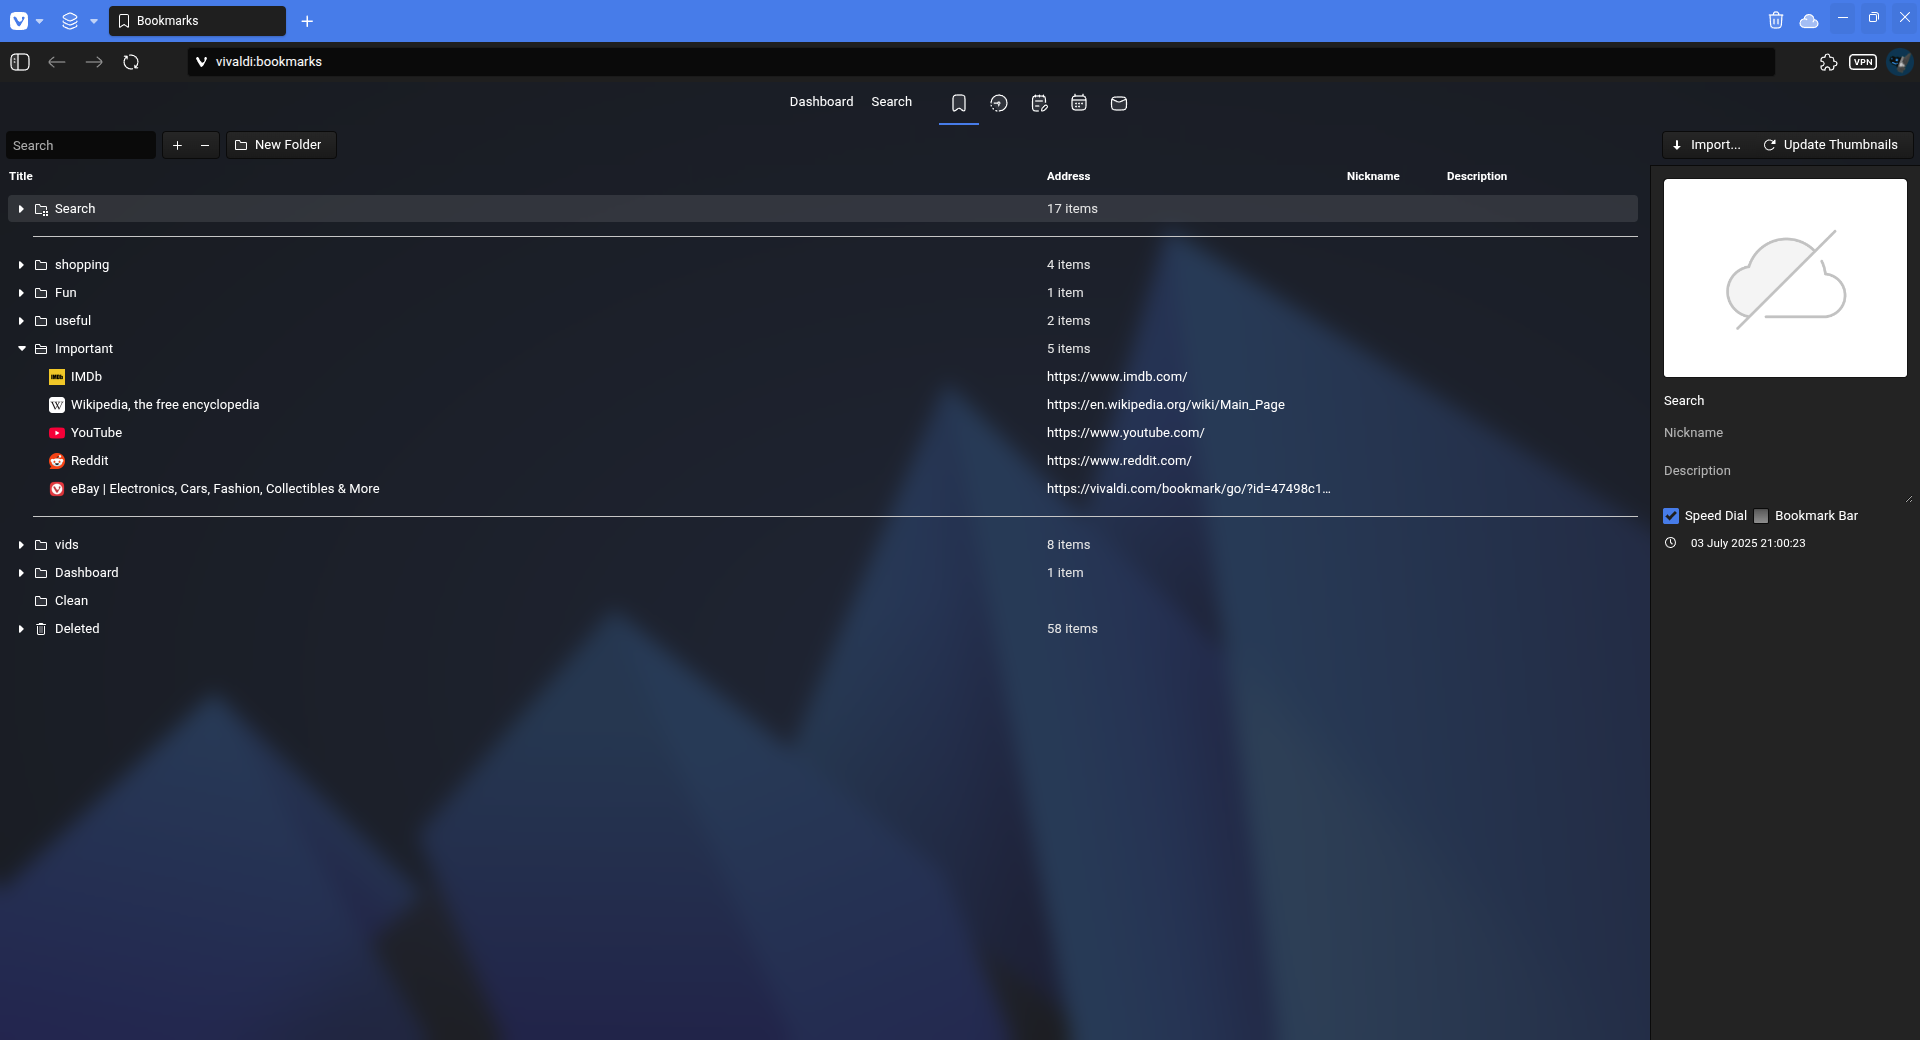 Bookmarks
vivaldi:bookmarks
VPN
Dashboard Search
Search
New Folder
Import... Update Thumbnails
Title Address Nickname Description
Search 17 items
shopping 4 items
Fun 1 item
useful 2 items
Important 5 items
IMDb https://www.imdb.com/
Wikipedia, the free encyclopedia https://en.wikipedia.org/wiki/Main_Page
YouTube https://www.youtube.com/
Reddit https://www.reddit.com/
eBay | Electronics, Cars, Fashion, Collectibles & More https://vivaldi.com/bookmark/go/?id=47498c1...
vids 8 items
Dashboard 1 item
Clean
Deleted 58 items
Search
Nickname
Description
Speed Dial Bookmark Bar
03 July 2025 21:00:23